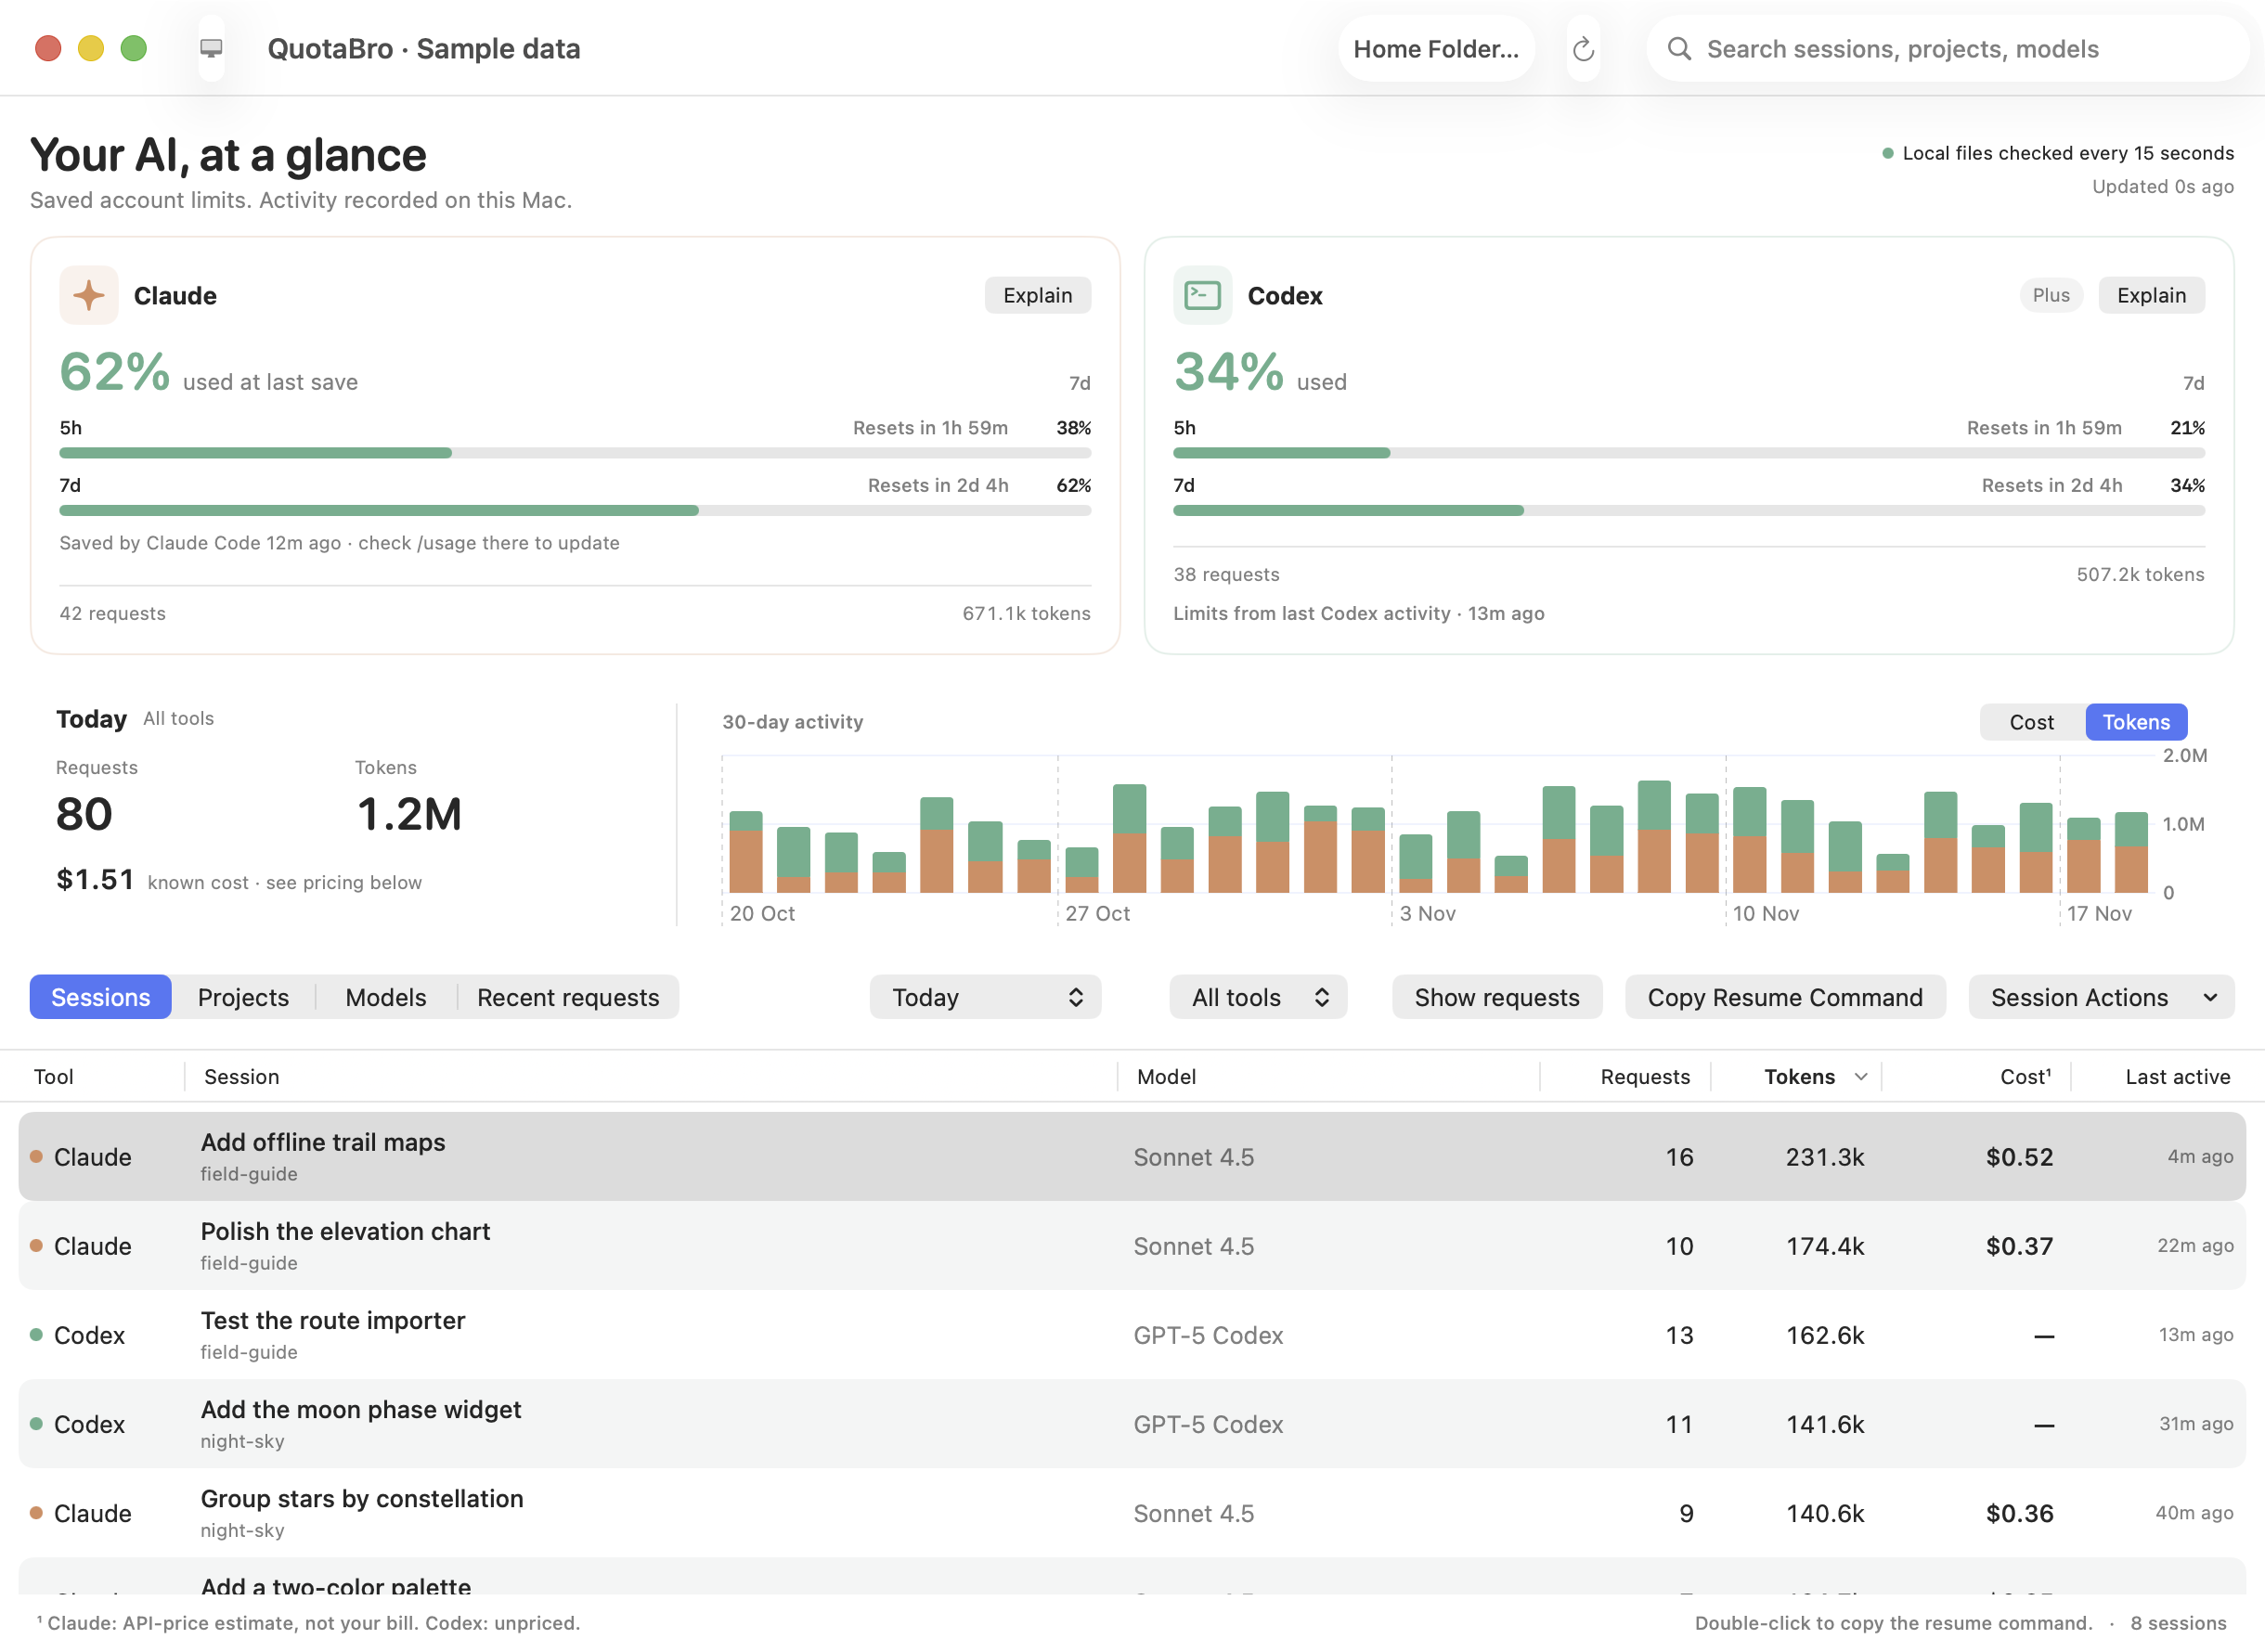 QuotaBro · Sample data
Home Folder...
Search sessions, projects, models
Your AI, at a glance
Saved account limits. Activity recorded on this Mac.
Local files checked every 15 seconds
Updated 0s ago
Claude
Explain
62% used at last save
7d
5h
Resets in 1h 59m
38%
7d
Resets in 2d 4h
62%
Saved by Claude Code 12m ago · check /usage there to update
42 requests
671.1k tokens
Codex
Plus
Explain
34% used
7d
5h
Resets in 1h 59m
21%
7d
Resets in 2d 4h
34%
38 requests
507.2k tokens
Limits from last Codex activity · 13m ago
Today All tools
Requests
Tokens
80
1.2M
$1.51 known cost · see pricing below
30-day activity
Cost
Tokens
2.0M
1.0M
0
20 Oct
27 Oct
3 Nov
10 Nov
17 Nov
Sessions
Projects
Models
Recent requests
Today
All tools
Show requests
Copy Resume Command
Session Actions
Tool
Session
Model
Requests
Tokens
Cost¹
Last active
Claude
Add offline trail maps
field-guide
Sonnet 4.5
16
231.3k
$0.52
4m ago
Claude
Polish the elevation chart
field-guide
Sonnet 4.5
10
174.4k
$0.37
22m ago
Codex
Test the route importer
field-guide
GPT-5 Codex
13
162.6k
—
13m ago
Codex
Add the moon phase widget
night-sky
GPT-5 Codex
11
141.6k
—
31m ago
Claude
Group stars by constellation
night-sky
Sonnet 4.5
9
140.6k
$0.36
40m ago
Add a two-color palette
¹ Claude: API-price estimate, not your bill. Codex: unpriced.
Double-click to copy the resume command. · 8 sessions